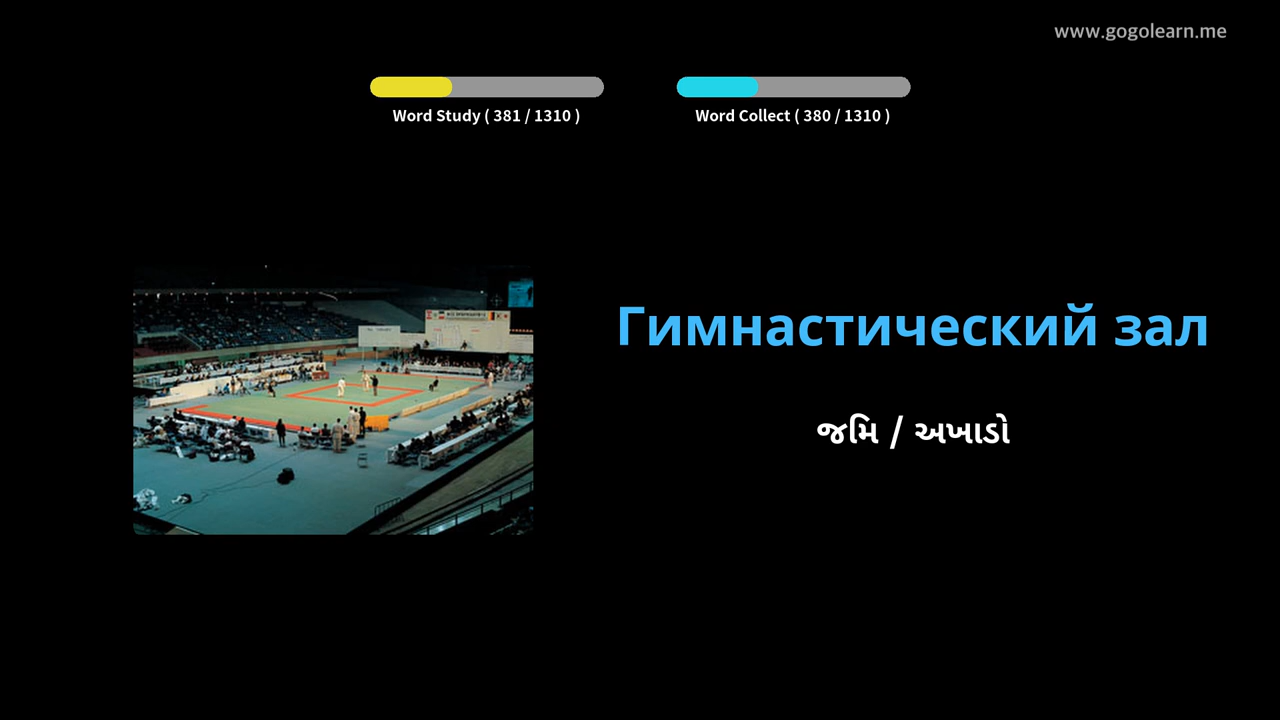 www.gogolearn.me
Word Study ( 381 / 1310 )
Word Collect ( 380 / 1310 )
Гимнастический зал
જમિ / અખાડો